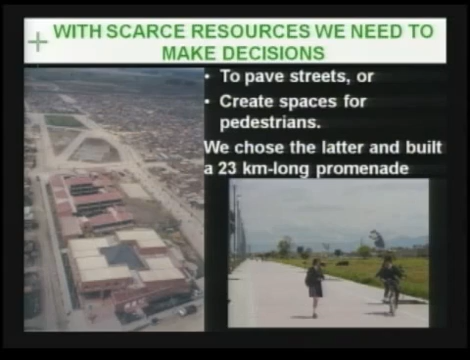 WITH SCARCE RESOURCES WE NEED TO
MAKE DECISIONS
• To pave streets, or
• Create spaces for
pedestrians.
We chose the latter and built
a 23 km-long promenade